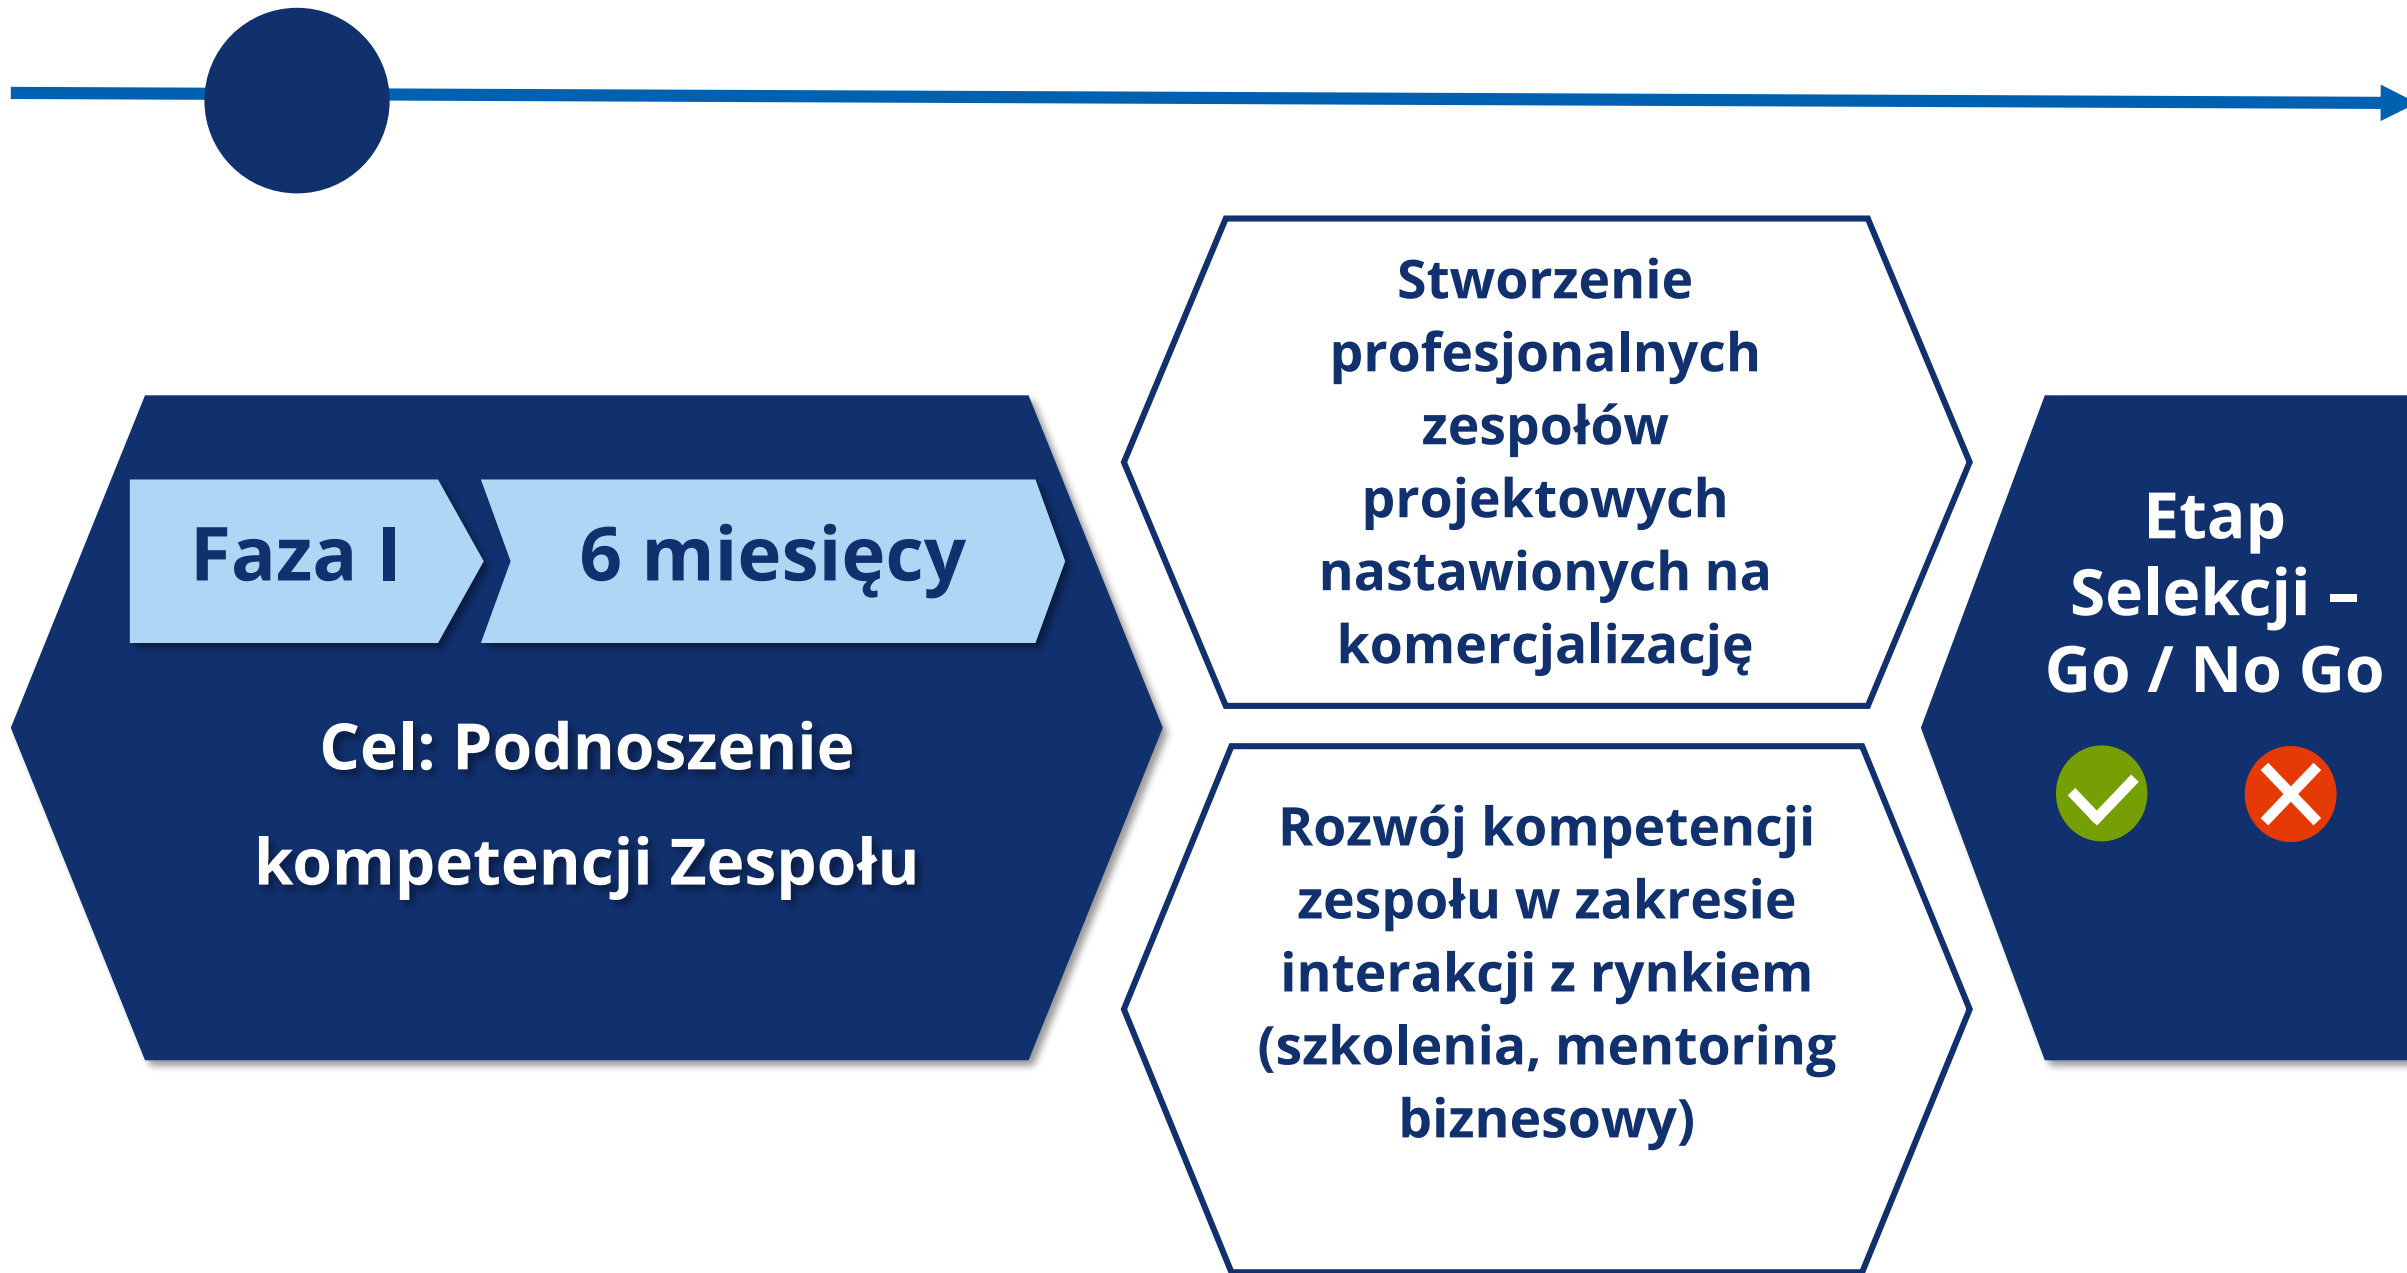 Faza I
6 miesięcy
Cel: Podnoszenie
kompetencji Zespołu
Stworzenie
profesjonalnych
zespołów
projektowych
nastawionych na
komercjalizację
Rozwój kompetencji
zespołu w zakresie
interakcji z rynkiem
(szkolenia, mentoring
biznesowy)
Etap
Selekcji –
Go / No Go